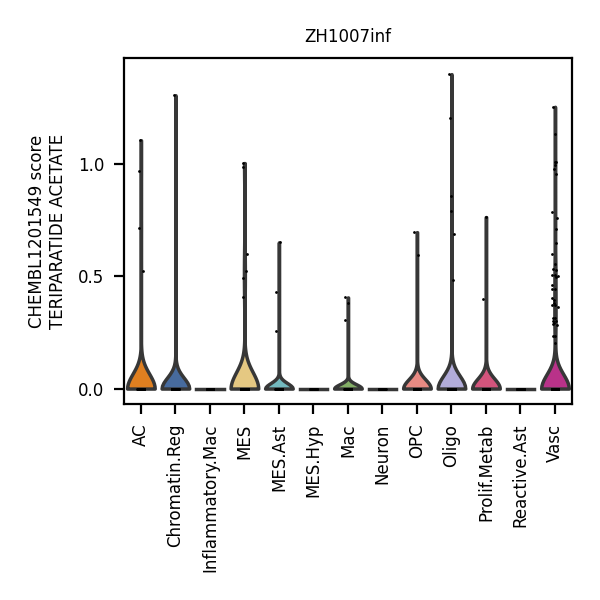 ZH1007inf
CHEMBL1201549 score
TERIPARATIDE ACETATE
1.0
0.5
0.0
AC
Chromatin.Reg
Inflammatory.Mac
MES
MES.Ast
MES.Hyp
Mac
Neuron
OPC
Oligo
Prolif.Metab
Reactive.Ast
Vasc